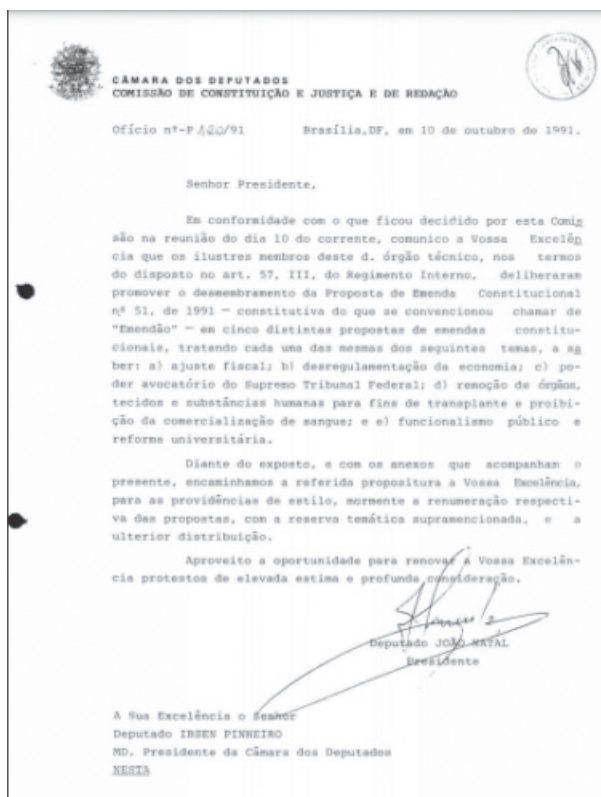 CÂMARA DOS DEPUTADOS
COMISSÃO DE CONSTITUIÇÃO E JUSTIÇA E DE REDAÇÃO
Ofício nº-P 120/91 Brasília,DF, em 10 de outubro de 1991.
Senhor Presidente,
Em conformidade com o que ficou decidido por esta Comis
são na reunião do dia 10 do corrente, comunico a Vossa Excelên
cia que os ilustres membros deste d. órgão técnico, nos termos
do disposto no art. 57, III, do Regimento Interno, deliberaram
promover o desmembramento da Proposta de Emenda Constitucional
nº 51, de 1991 — constitutiva do que se convencionou chamar de
"Emendão" — em cinco distintas propostas de emendas constitu-
cionais, tratando cada uma das mesmas dos seguintes temas, a sa
ber: a) ajuste fiscal; b) desregulamentação da economia; c) po-
der avocatório do Supremo Tribunal Federal; d) remoção de órgãos,
tecidos e substâncias humanas para fins de transplante e proibi-
ção da comercialização de sangue; e e) funcionalismo público e
reforma universitária.
Diante do exposto, e com os anexos que acompanham o
presente, encaminhamos a referida propositura a Vossa Excelência,
para as providências de estilo, mormente a renumeração respecti-
va das propostas, com a reserva temática supramencionada, e a
ulterior distribuição.
Aproveito a oportunidade para renovar a Vossa Excelên-
cia protestos de elevada estima e profunda consideração.
Deputado JOÃO NATAL
Presidente
A Sua Excelência o Senhor
Deputado IBSEN PINHEIRO
MD. Presidente da Câmara dos Deputados
NESTA